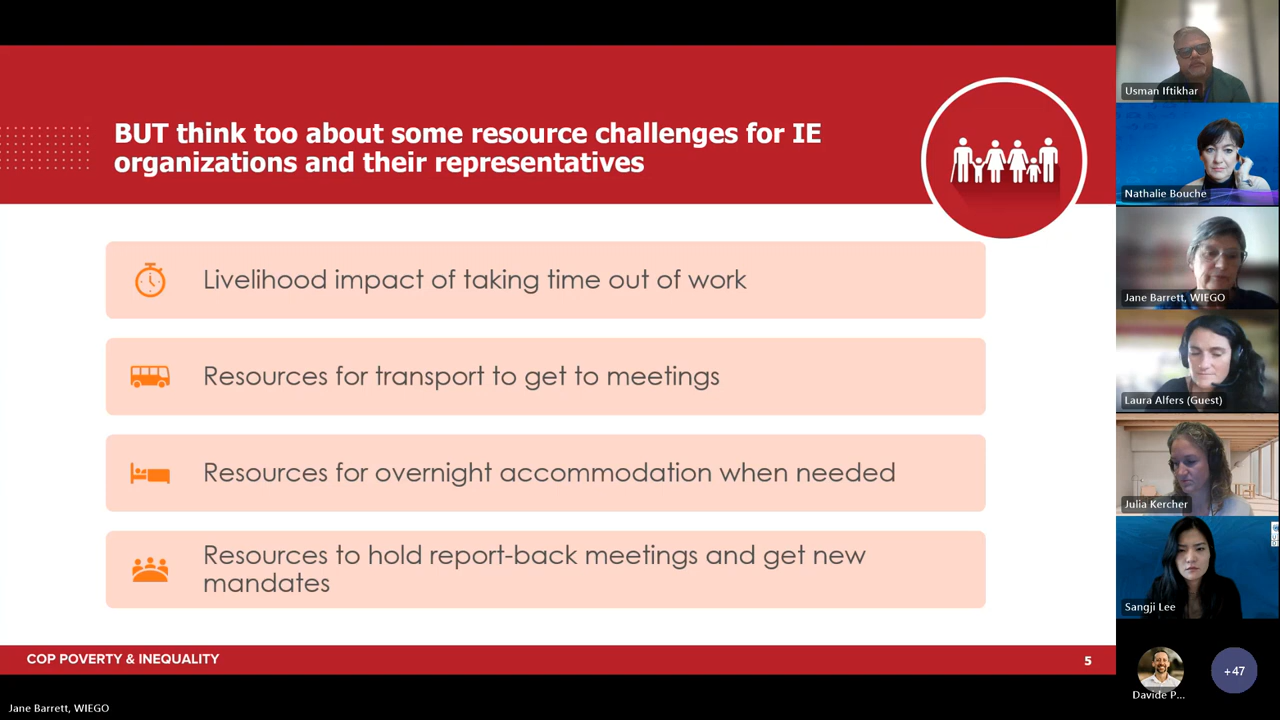 BUT think too about some resource challenges for IE
organizations and their representatives
Livelihood impact of taking time out of work
Resources for transport to get to meetings
Resources for overnight accommodation when needed
Resources to hold report-back meetings and get new
mandates
COP POVERTY & INEQUALITY
5
Jane Barrett, WIEGO
Usman Iftikhar
Nathalie Bouche
Jane Barrett, WIEGO
Laura Alfers (Guest)
Julia Kercher
Sangji Lee
Davide P...
+47